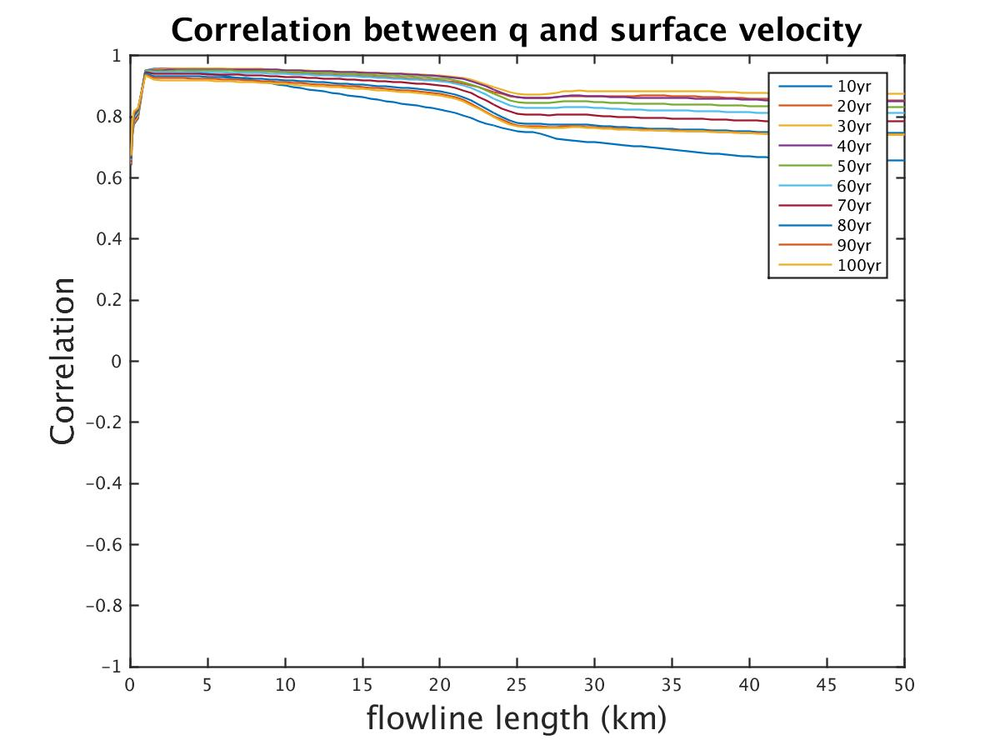 Correlation between q and surface velocity
1
0.8
0.6
0.4
0.2
0
−0.2
−0.4
−0.6
−0.8
−1
Correlation
10yr
20yr
30yr
40yr
50yr
60yr
70yr
80yr
90yr
100yr
0 5 10 15 20 25 30 35 40 45 50
flowline length (km)